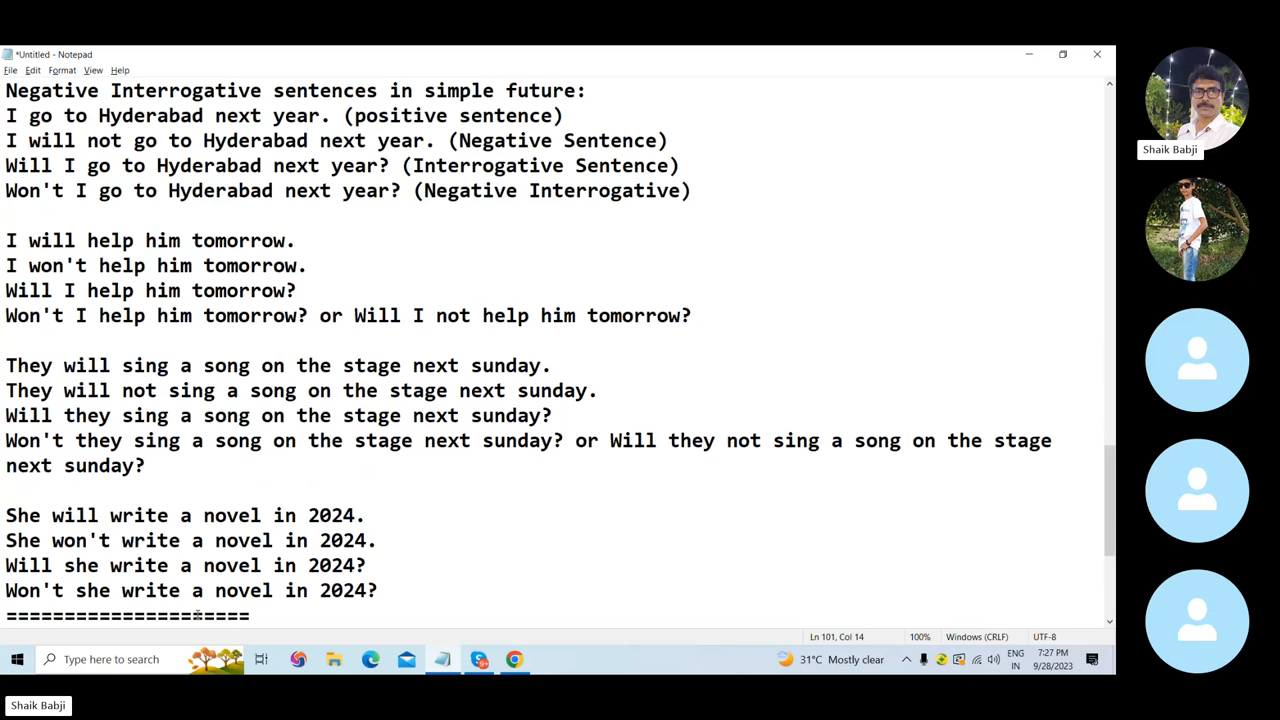 *Untitled - Notepad
File Edit Format View Help
Negative Interrogative sentences in simple future:
I go to Hyderabad next year. (positive sentence)
I will not go to Hyderabad next year. (Negative Sentence)
Will I go to Hyderabad next year? (Interrogative Sentence)
Won't I go to Hyderabad next year? (Negative Interrogative)
I will help him tomorrow.
I won't help him tomorrow.
Will I help him tomorrow?
Won't I help him tomorrow? or Will I not help him tomorrow?
They will sing a song on the stage next sunday.
They will not sing a song on the stage next sunday.
Will they sing a song on the stage next sunday?
Won't they sing a song on the stage next sunday? or Will they not sing a song on the stage
next sunday?
She will write a novel in 2024.
She won't write a novel in 2024.
Will she write a novel in 2024?
Won't she write a novel in 2024?
=====================
Ln 101, Col 14 100% Windows (CRLF) UTF-8
Type here to search
31°C Mostly clear
ENG
IN
7:27 PM
9/28/2023
Shaik Babji
Shaik Babji